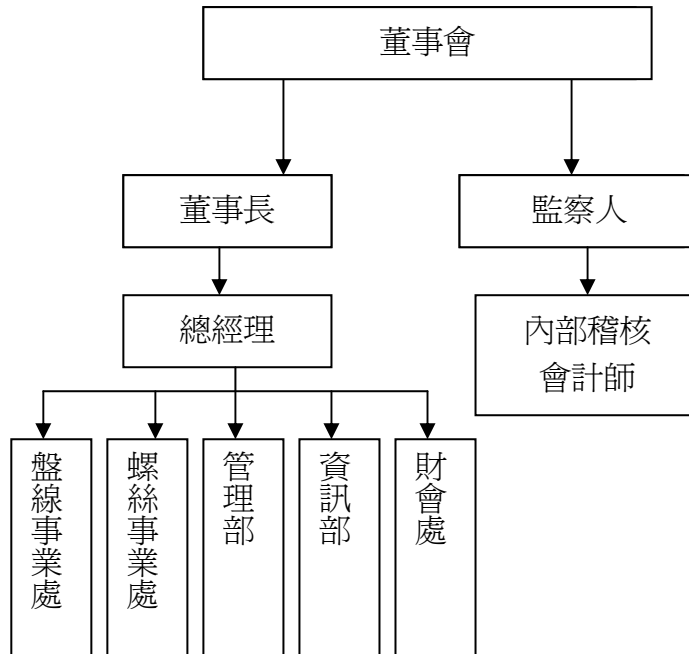 董事會
董事長
監察人
總經理
內部稽核
會計師
盤線事業處
螺絲事業處
管理部
資訊部
財會處